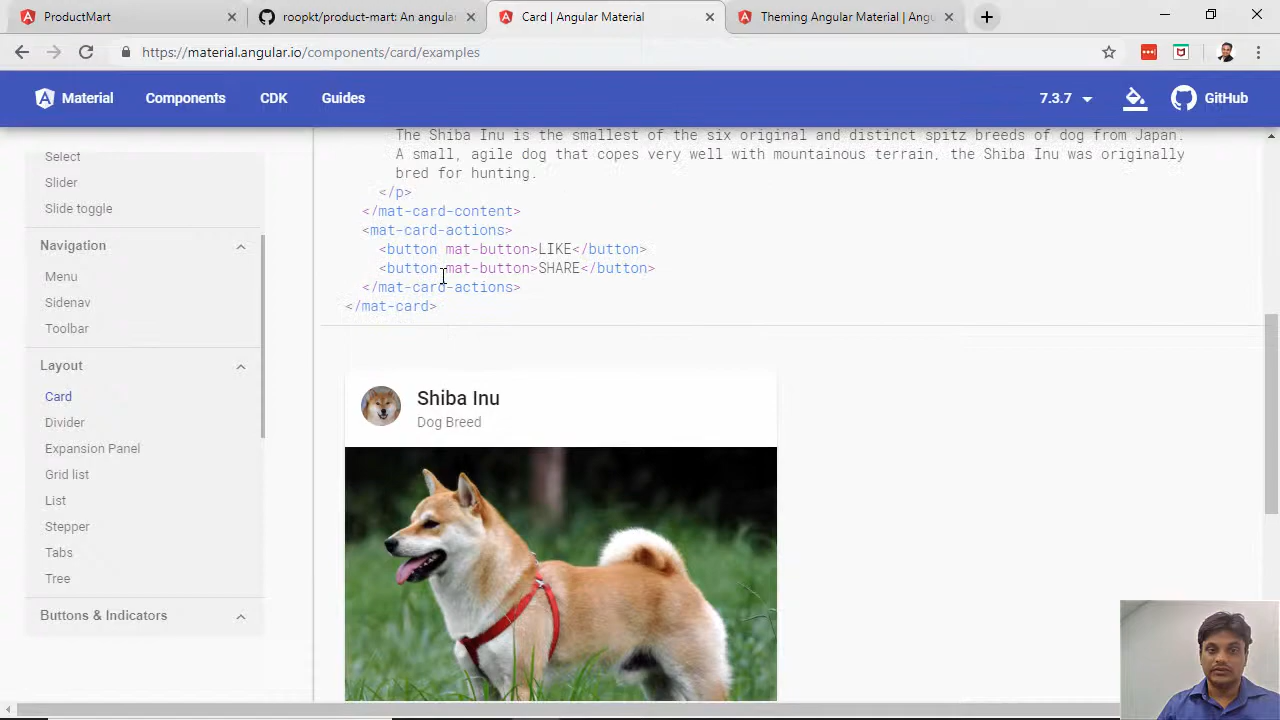 ProductMart
roopkt/product-mart: An angular
Card | Angular Material
Theming Angular Material | Ang
https://material.angular.io/components/card/examples
Material
Components
CDK
Guides
7.3.7
GitHub
Select
Slider
Slide toggle
Navigation
Menu
Sidenav
Toolbar
Layout
Card
Divider
Expansion Panel
Grid list
List
Stepper
Tabs
Tree
Buttons & Indicators
The Shiba Inu is the smallest of the six original and distinct spitz breeds of dog from Japan.
A small, agile dog that copes very well with mountainous terrain, the Shiba Inu was originally
bred for hunting.
</p>
</mat-card-content>
<mat-card-actions>
<button mat-button>LIKE</button>
<button mat-button>SHARE</button>
</mat-card-actions>
</mat-card>
Shiba Inu
Dog Breed